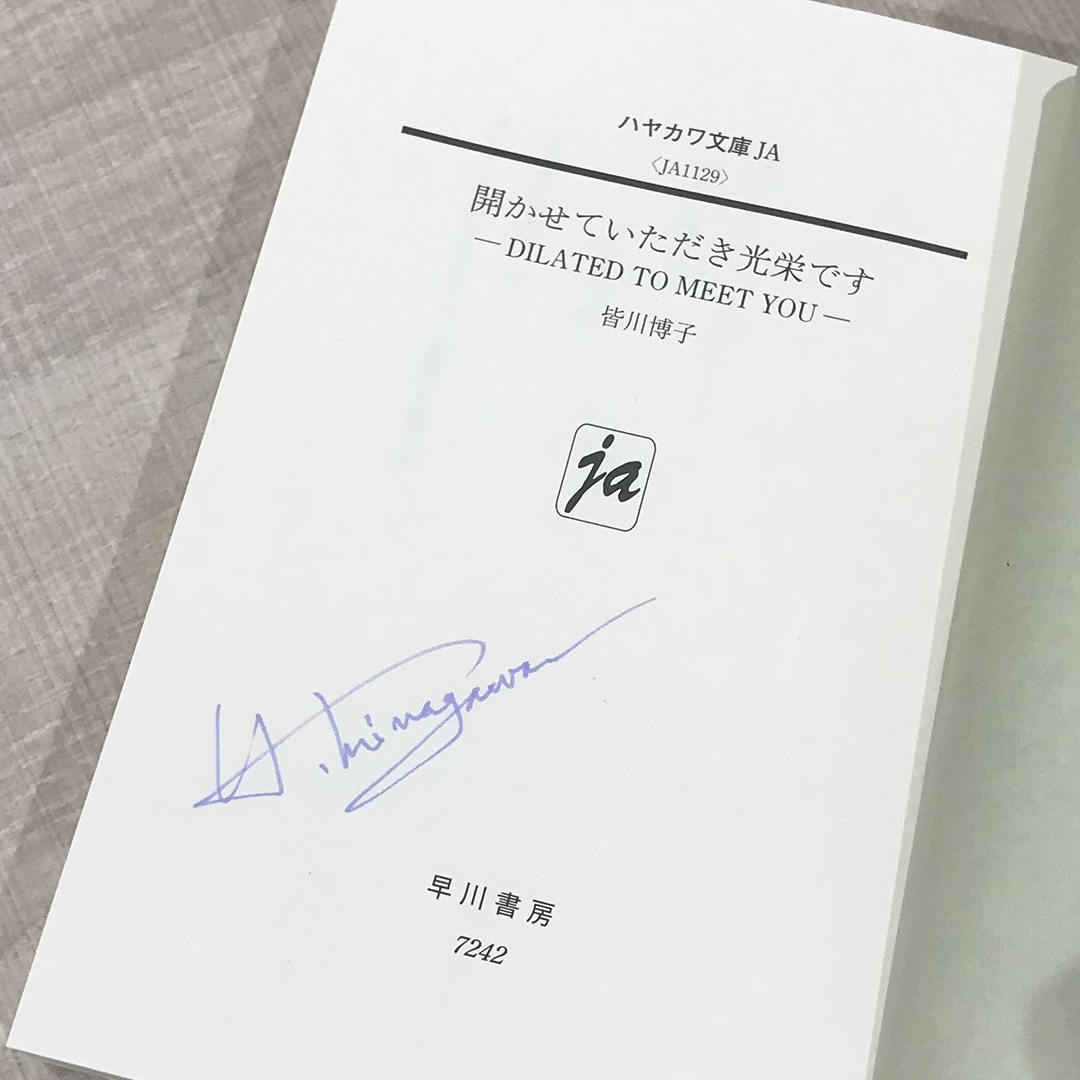 ハヤカワ文庫JA
〈JA1129〉
開かせていただき光栄です
―DILATED TO MEET YOU―
皆川博子
ja
H. Minagawa
早川書房
7242